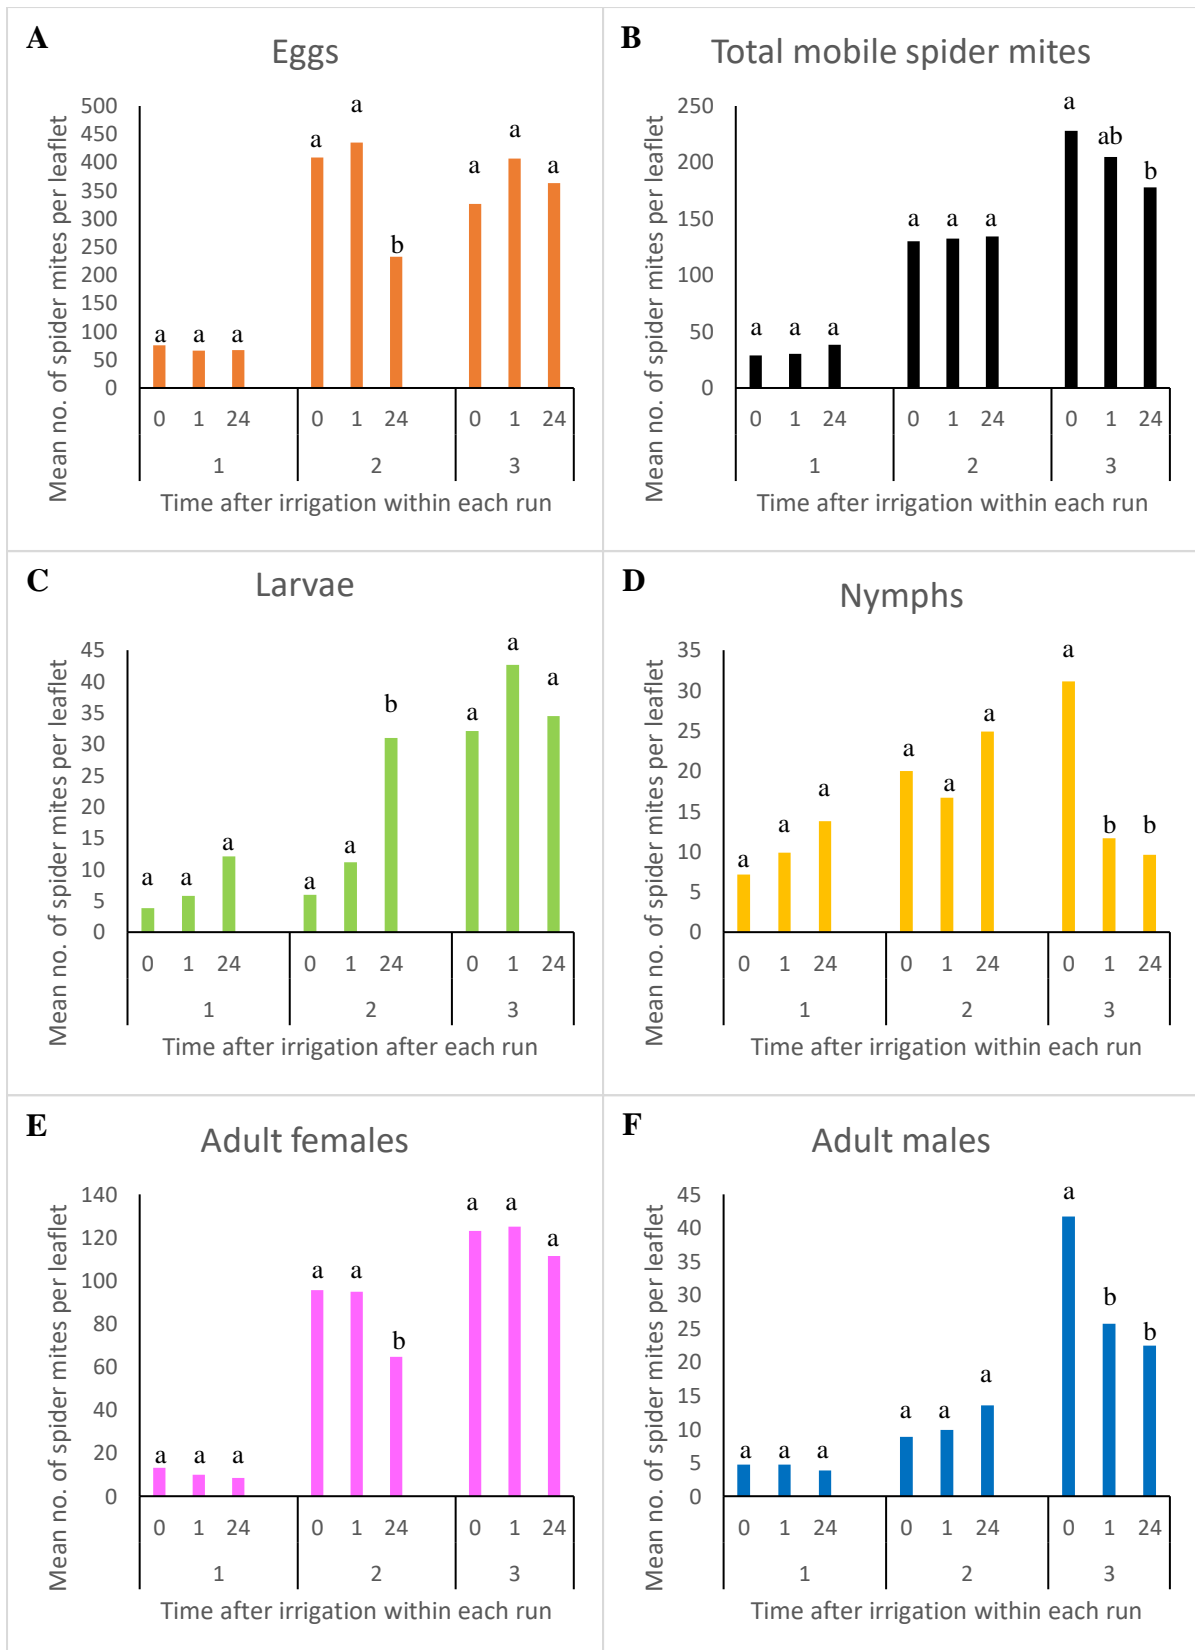 A
Eggs
Mean no. of spider mites per leaflet
500
450
400
350
300
250
200
150
100
50
0
a a a a a b a a a
0 1 24 0 1 24 0 1 24
1 2 3
Time after irrigation within each run
B
Total mobile spider mites
Mean no. of spider mites per leaflet
250
200
150
100
50
0
a a a a a a a ab b
0 1 24 0 1 24 0 1 24
1 2 3
Time after irrigation within each run
C
Larvae
Mean no. of spider mites per leaflet
45
40
35
30
25
20
15
10
5
0
a a a a a b a a a
0 1 24 0 1 24 0 1 24
1 2 3
Time after irrigation after each run
D
Nymphs
Mean no. of spider mites per leaflet
35
30
25
20
15
10
5
0
a a a a a a a b b
0 1 24 0 1 24 0 1 24
1 2 3
Time after irrigation within each run
E
Adult females
Mean no. of spider mites per leaflet
140
120
100
80
60
40
20
0
a a a a a b a a a
0 1 24 0 1 24 0 1 24
1 2 3
Time after irrigation within each run
F
Adult males
Mean no. of spider mites per leaflet
45
40
35
30
25
20
15
10
5
0
a a a a a a a b b
0 1 24 0 1 24 0 1 24
1 2 3
Time after irrigation within each run